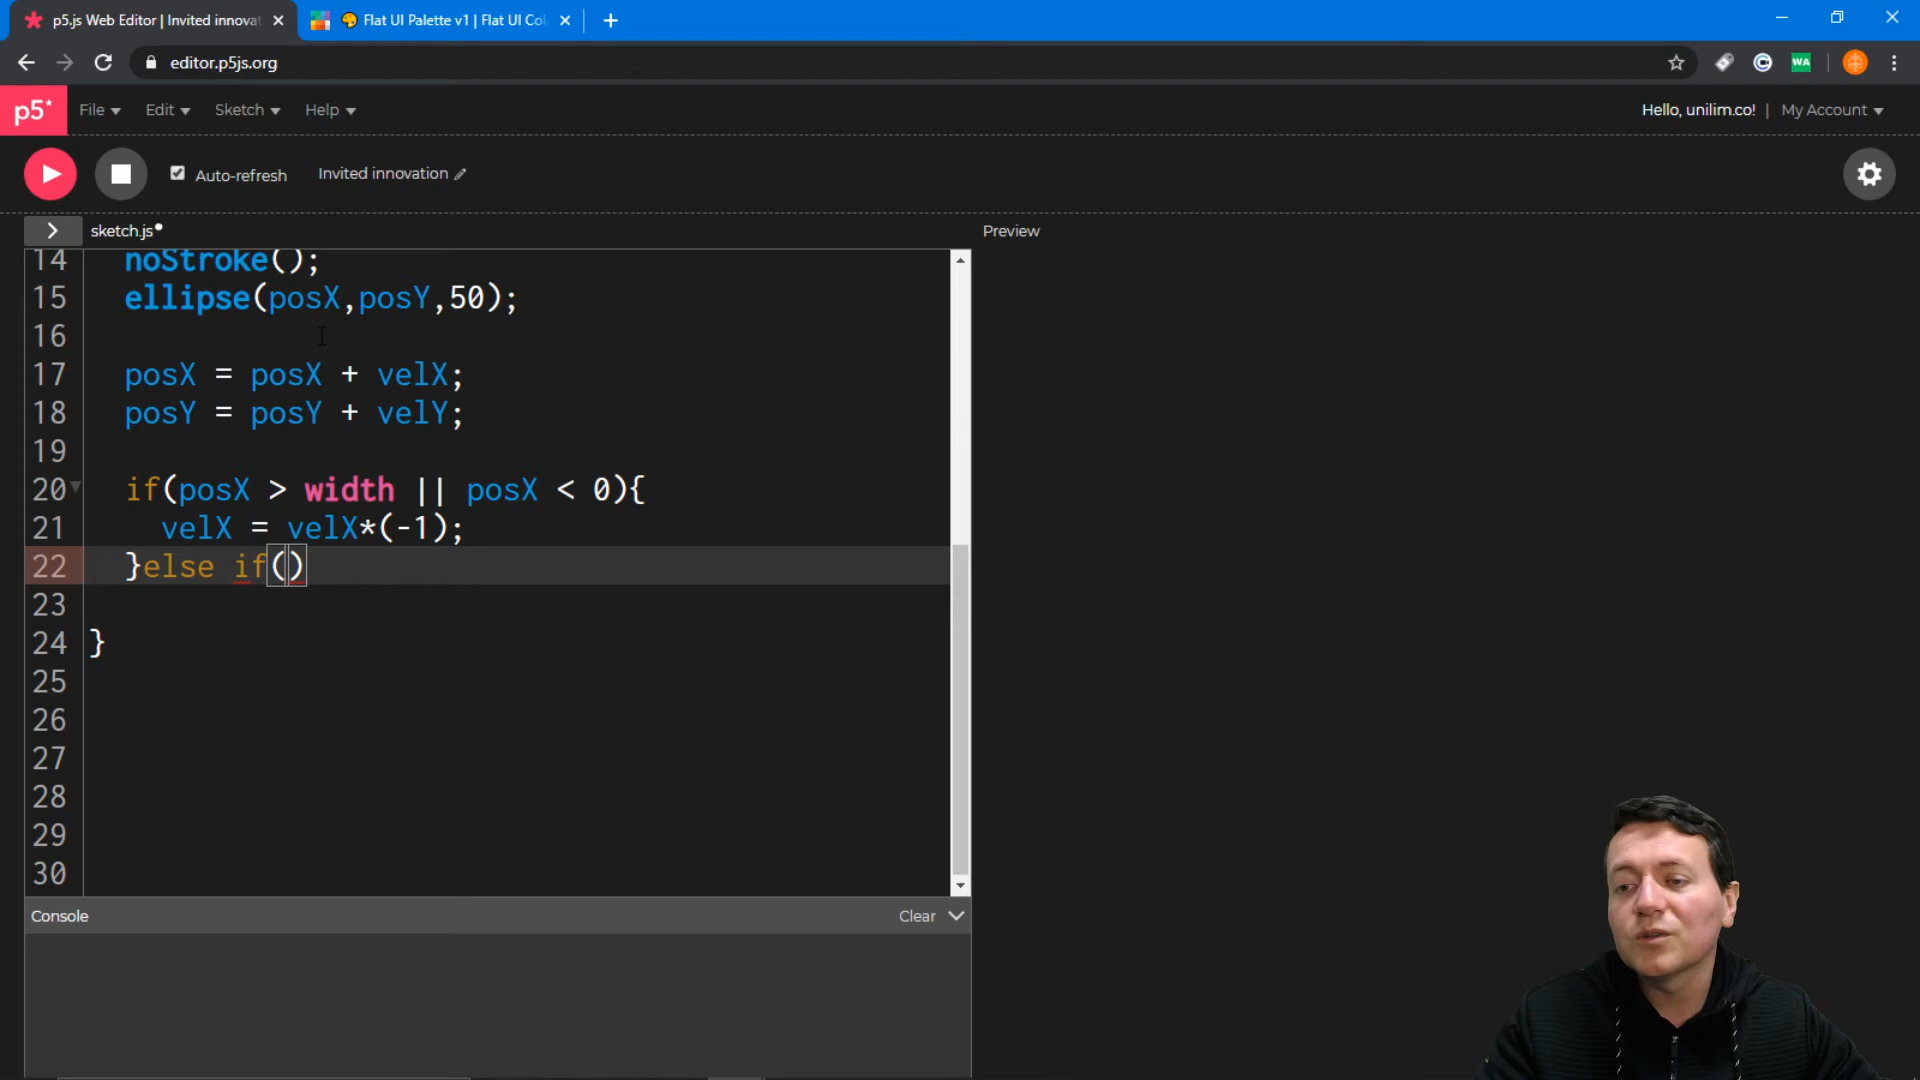 p5.js Web Editor | Invited innovat
Flat UI Palette v1 | Flat UI Col
editor.p5js.org
WA
p5*
File
Edit
Sketch
Help
Hello, unilim.co! | My Account
Auto-refresh
Invited innovation
sketch.js
Preview
14 noStroke();
15 ellipse(posX,posY,50);
16
17 posX = posX + velX;
18 posY = posY + velY;
19
20 if(posX > width || posX < 0){
21 velX = velX*(-1);
22 }else if()
23
24 }
25
26
27
28
29
30
Console
Clear